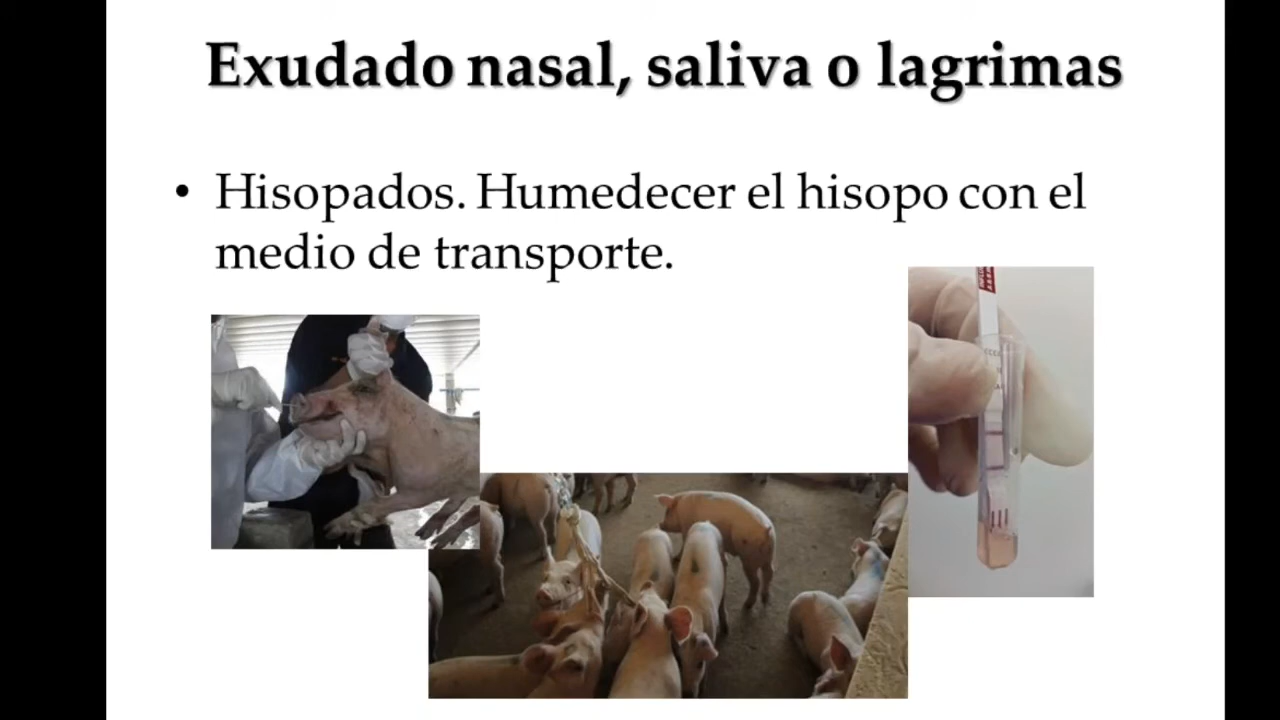 Exudado nasal, saliva o lagrimas
• Hisopados. Humedecer el hisopo con el
medio de transporte.